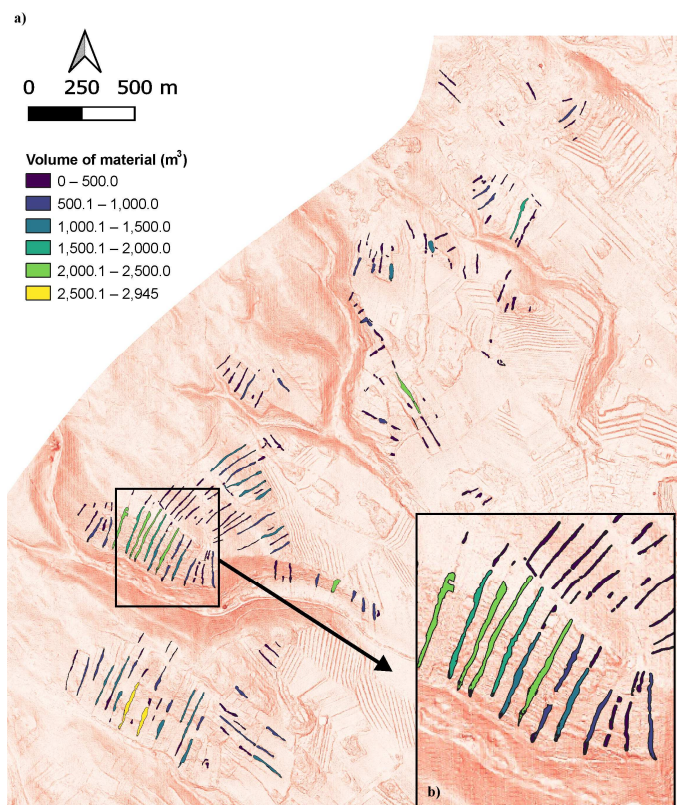 a)
0 250 500 m
Volume of material (m³)
0 – 500.0
500.1 – 1,000.0
1,000.1 – 1,500.0
1,500.1 – 2,000.0
2,000.1 – 2,500.0
2,500.1 – 2,945
b)